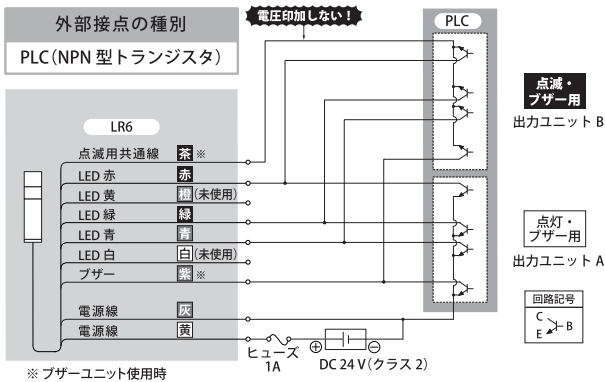 外部接点の種別
PLC(NPN 型トランジスタ)
電圧印加しない!
PLC
LR6
点滅用共通線 茶 ※
LED 赤 赤
LED 黄 橙 (未使用)
LED 緑 緑
LED 青 青
LED 白 白 (未使用)
ブザー 紫 ※
電源線 灰
電源線 黄
ヒューズ
1A
DC 24 V(クラス 2)
※ ブザーユニット使用時
点滅・
ブザー用
出力ユニット B
点灯・
ブザー用
出力ユニット A
回路記号
C
B
E